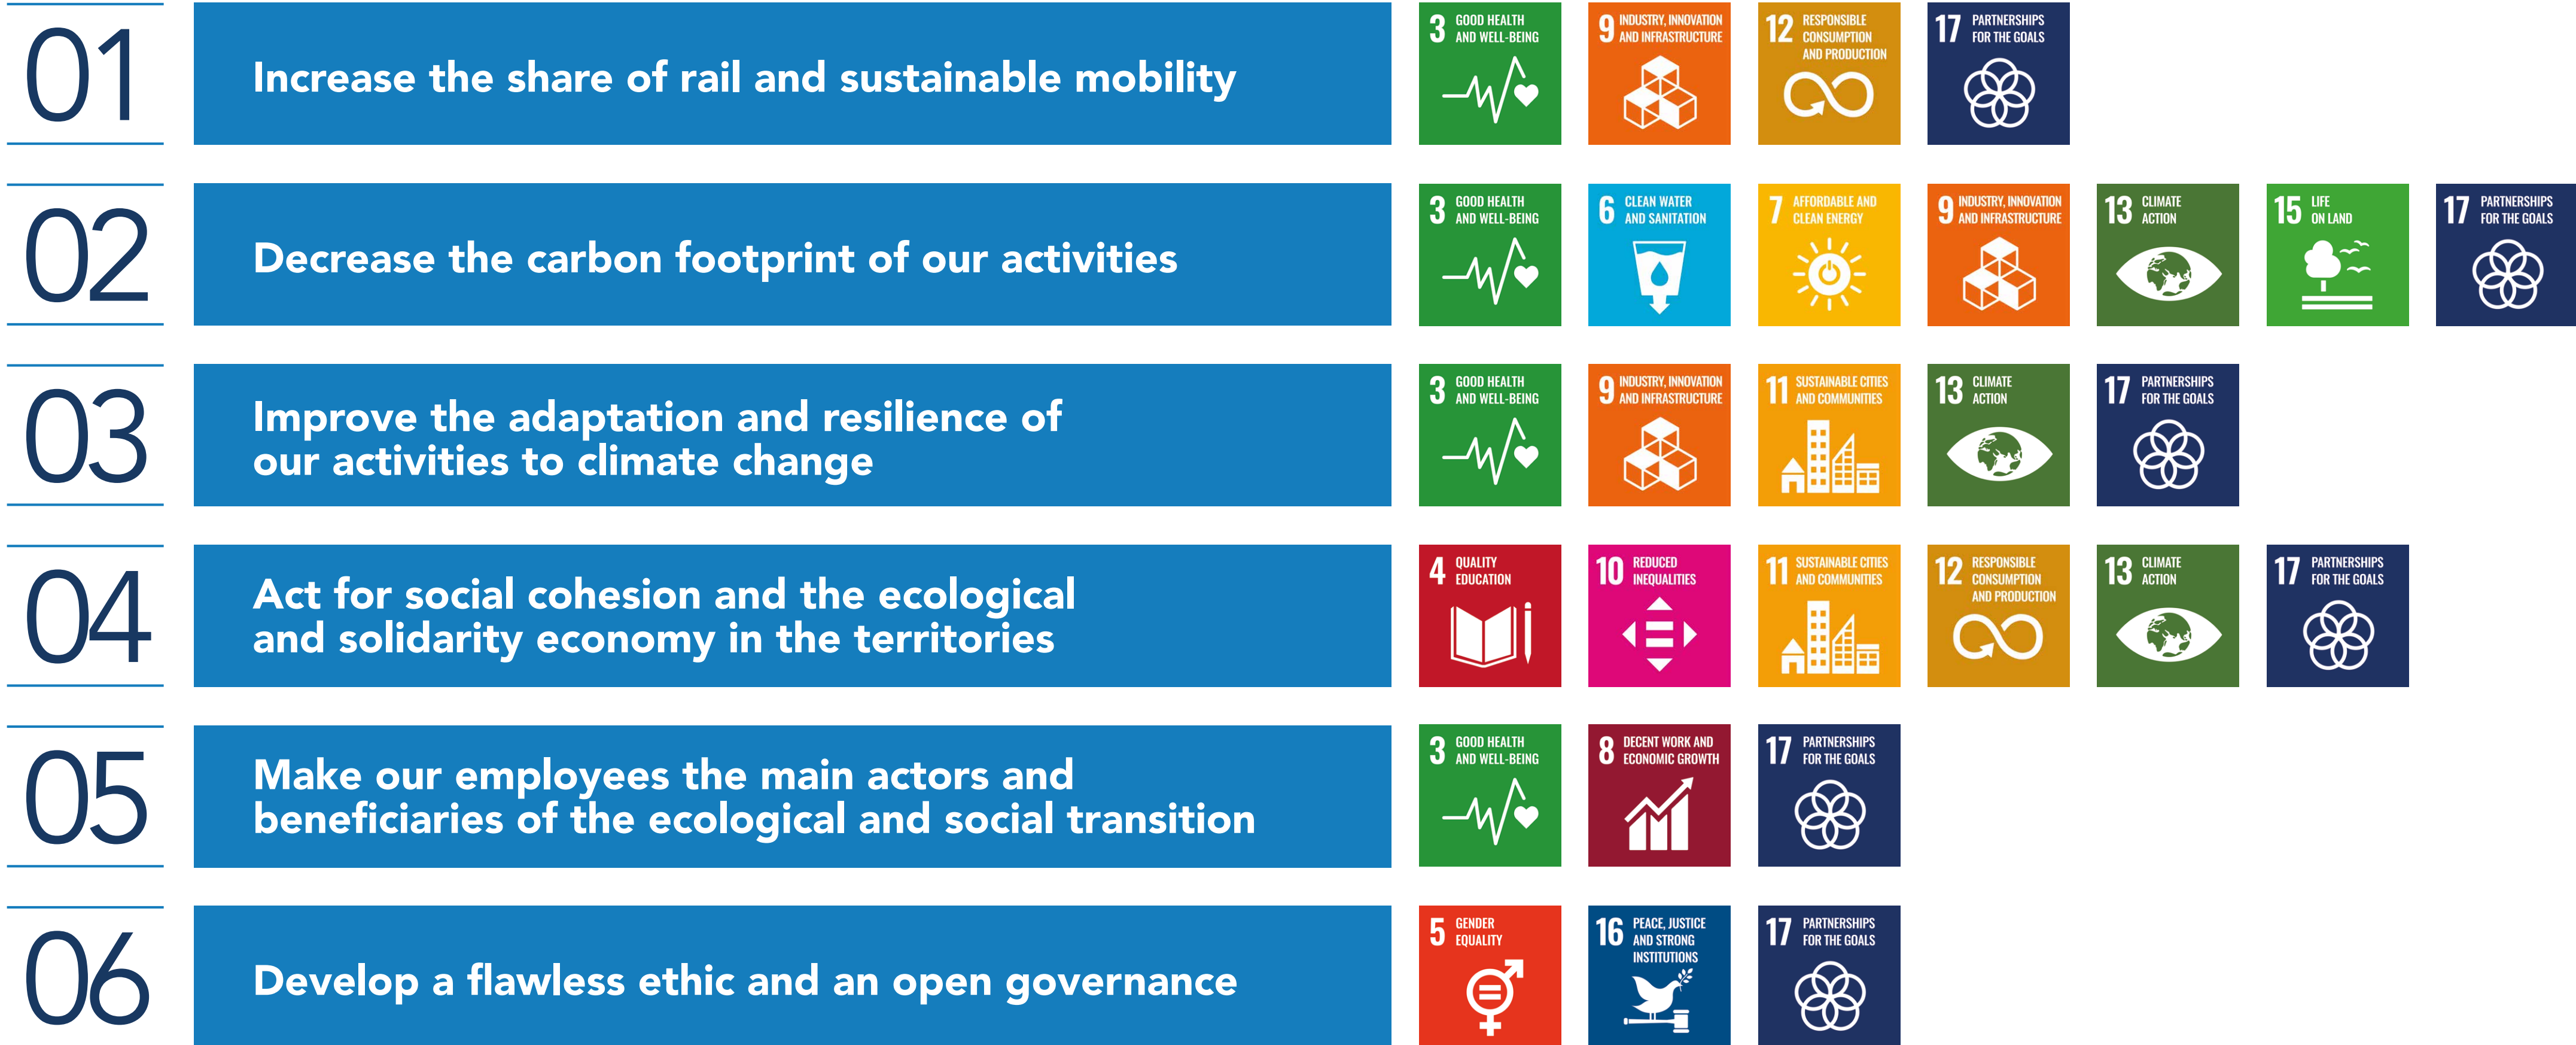 01
Increase the share of rail and sustainable mobility
3 GOOD HEALTH
AND WELL-BEING
9 INDUSTRY, INNOVATION
AND INFRASTRUCTURE
12 RESPONSIBLE
CONSUMPTION
AND PRODUCTION
17 PARTNERSHIPS
FOR THE GOALS
02
Decrease the carbon footprint of our activities
3 GOOD HEALTH
AND WELL-BEING
6 CLEAN WATER
AND SANITATION
7 AFFORDABLE AND
CLEAN ENERGY
9 INDUSTRY, INNOVATION
AND INFRASTRUCTURE
13 CLIMATE
ACTION
15 LIFE
ON LAND
17 PARTNERSHIPS
FOR THE GOALS
03
Improve the adaptation and resilience of
our activities to climate change
3 GOOD HEALTH
AND WELL-BEING
9 INDUSTRY, INNOVATION
AND INFRASTRUCTURE
11 SUSTAINABLE CITIES
AND COMMUNITIES
13 CLIMATE
ACTION
17 PARTNERSHIPS
FOR THE GOALS
04
Act for social cohesion and the ecological
and solidarity economy in the territories
4 QUALITY
EDUCATION
10 REDUCED
INEQUALITIES
11 SUSTAINABLE CITIES
AND COMMUNITIES
12 RESPONSIBLE
CONSUMPTION
AND PRODUCTION
13 CLIMATE
ACTION
17 PARTNERSHIPS
FOR THE GOALS
05
Make our employees the main actors and
beneficiaries of the ecological and social transition
3 GOOD HEALTH
AND WELL-BEING
8 DECENT WORK AND
ECONOMIC GROWTH
17 PARTNERSHIPS
FOR THE GOALS
06
Develop a flawless ethic and an open governance
5 GENDER
EQUALITY
16 PEACE, JUSTICE
AND STRONG
INSTITUTIONS
17 PARTNERSHIPS
FOR THE GOALS